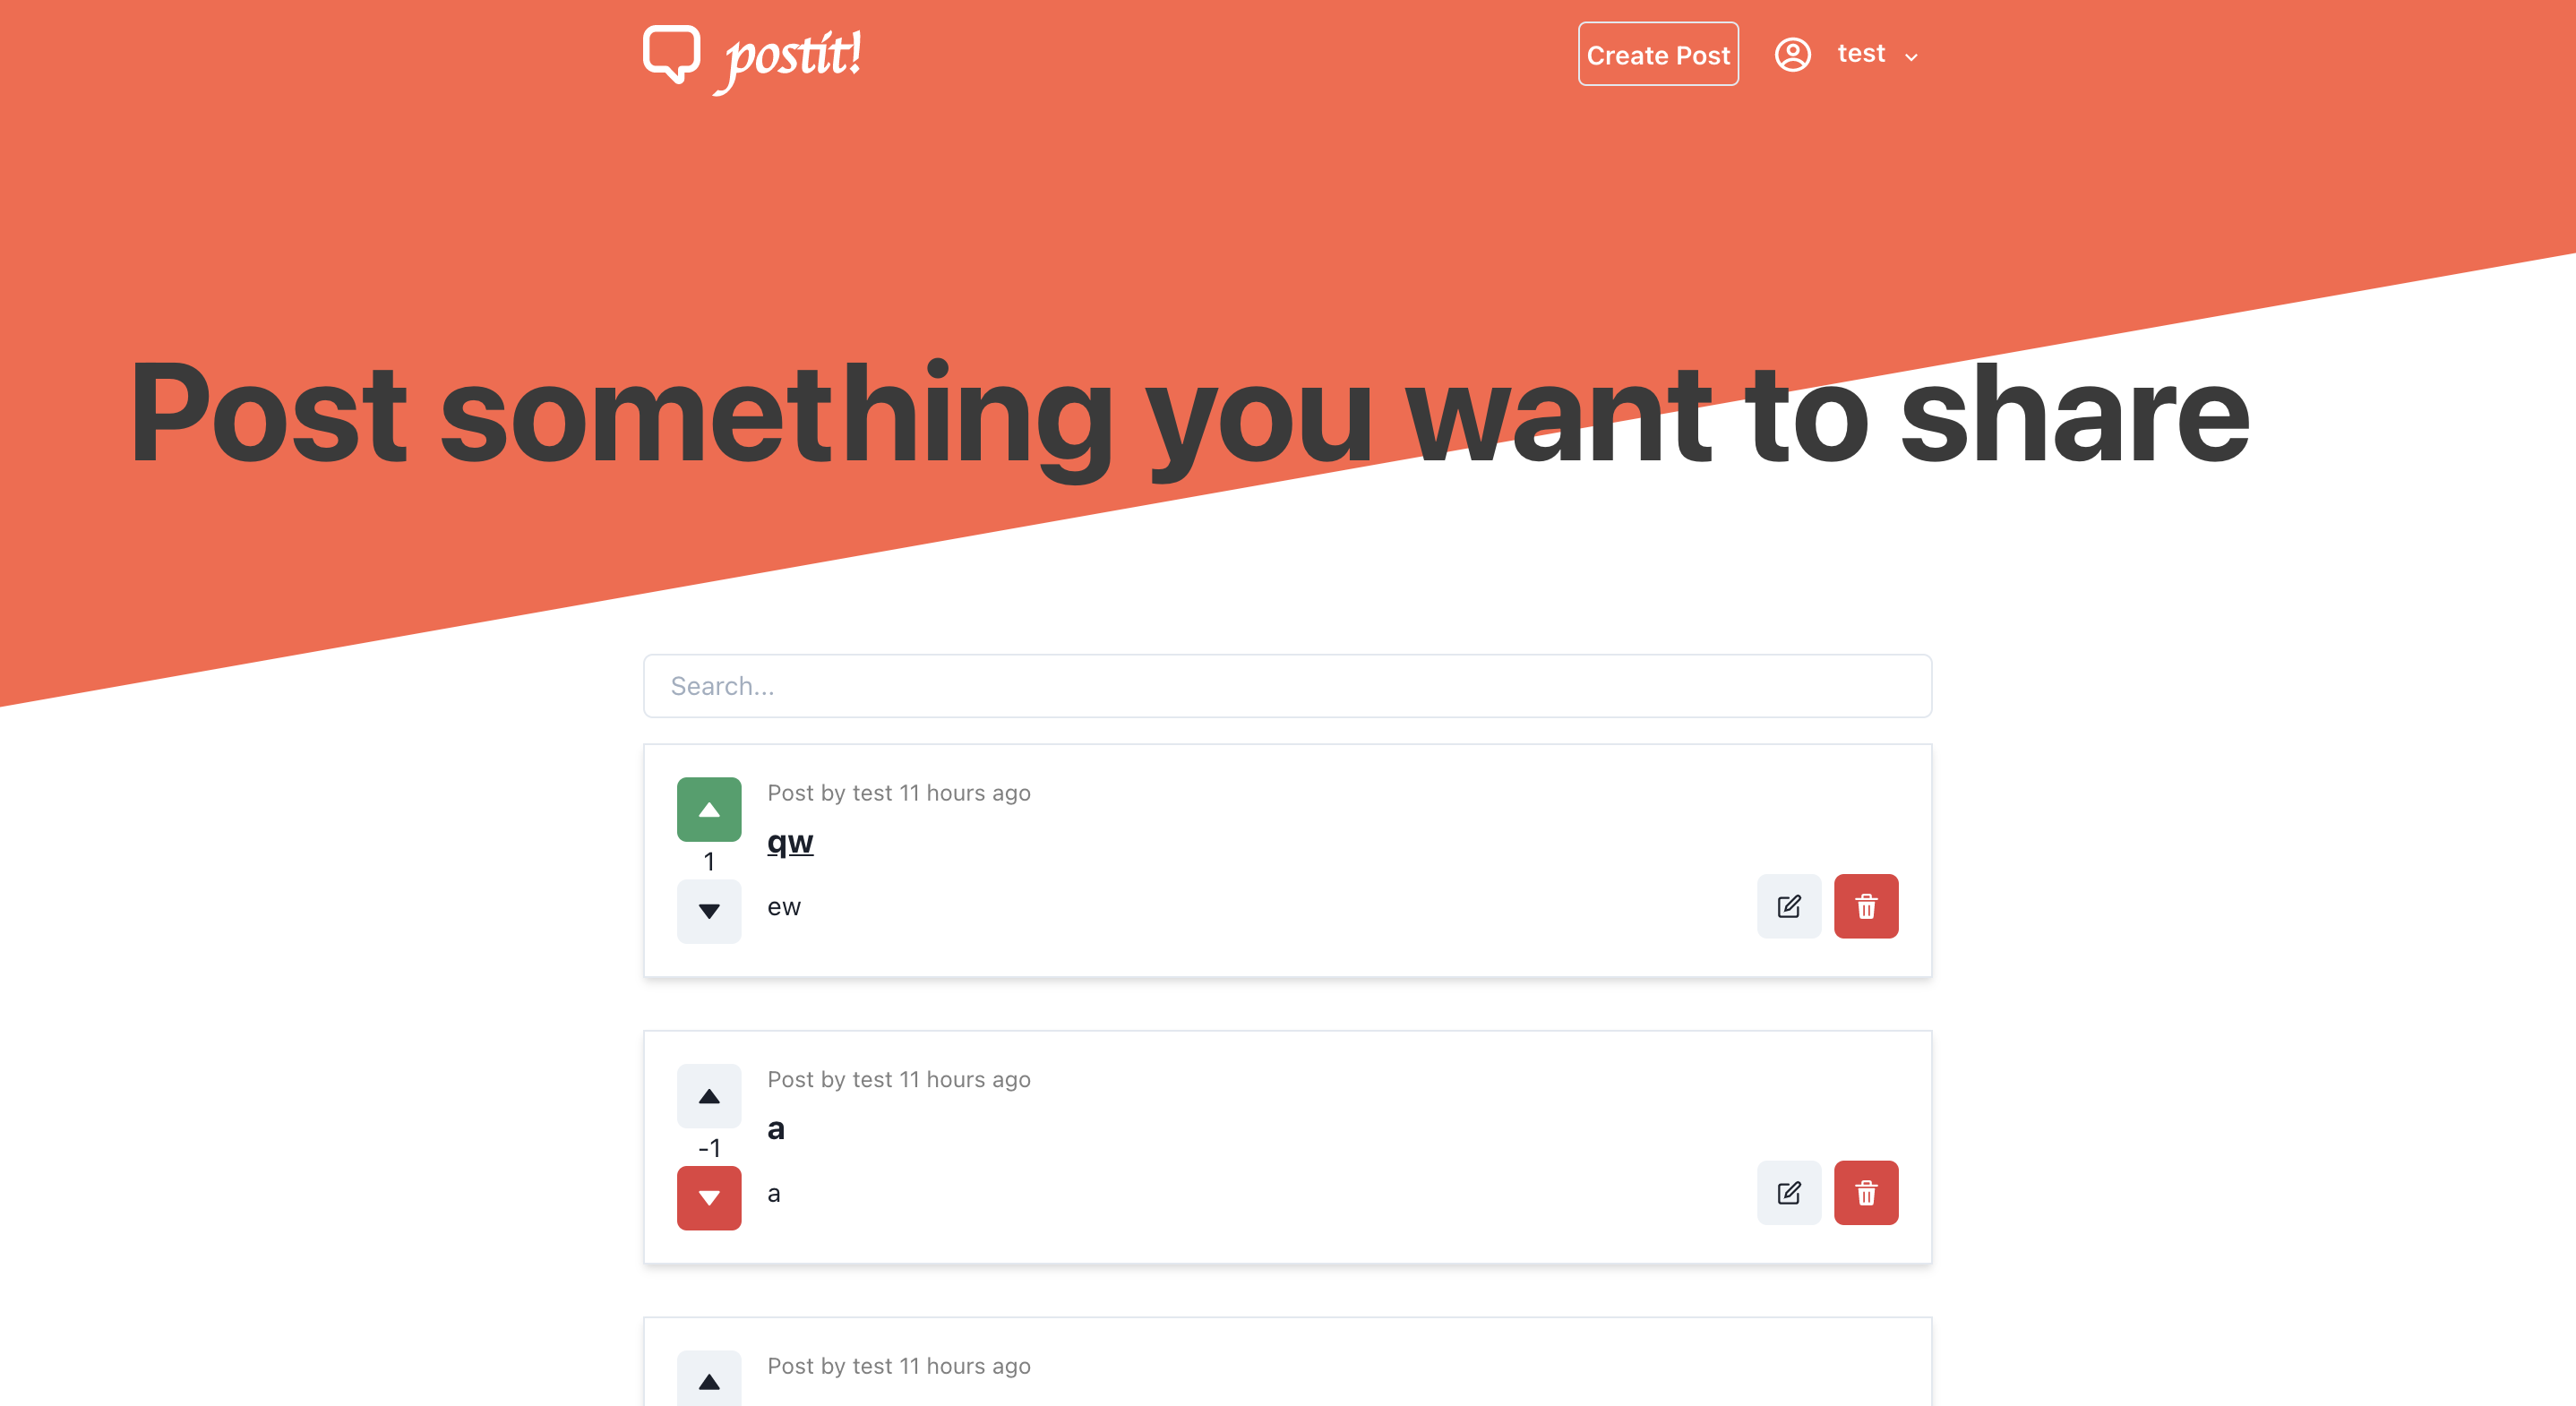 postit!
Create Post
test
Post something you want to share
Search...
Post by test 11 hours ago
qw
1
ew
Post by test 11 hours ago
a
-1
a
Post by test 11 hours ago